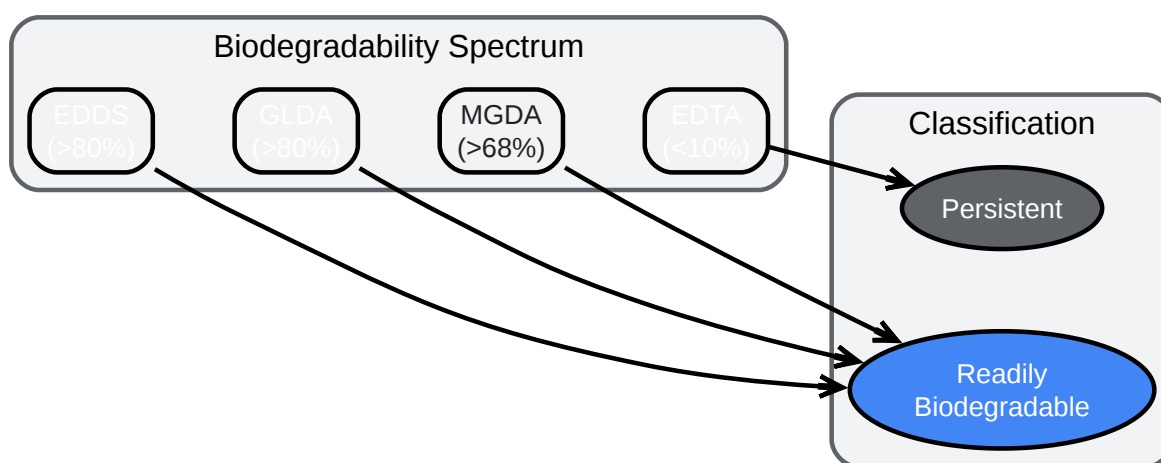 Biodegradability Spectrum
EDDS
(>80%)
GLDA
(>80%)
MGDA
(>68%)
EDTA
(<10%)
Classification
Persistent
Readily
Biodegradable